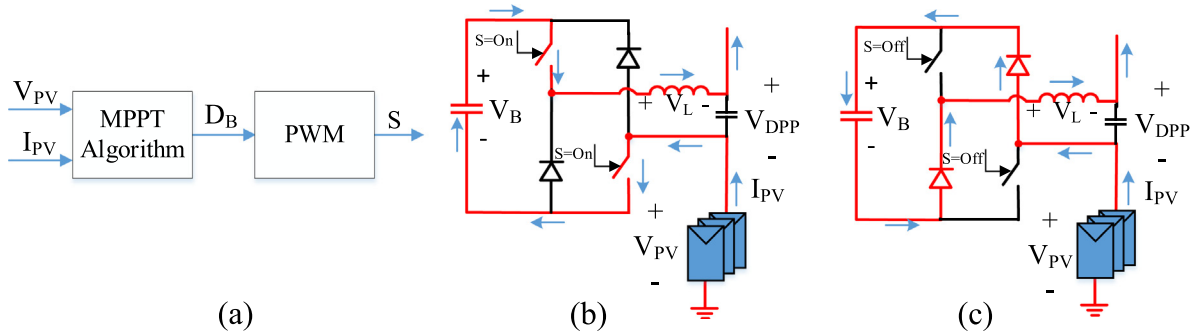 V_PV
I_PV
MPPT
Algorithm
D_B
PWM
S
(a)
S=On
+
V_B
-
+ V_L -
+
V_DPP
-
S=On
I_PV
+
V_PV
-
(b)
S=Off
+
V_B
-
+ V_L -
+
V_DPP
-
S=Off
I_PV
+
V_PV
-
(c)